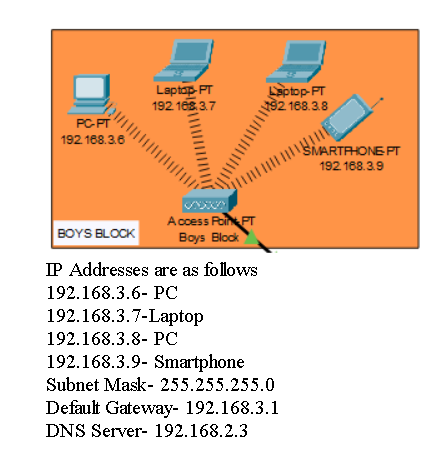 Laptop-PT
192.168.3.7
Laptop-PT
192.168.3.8
PC-PT
192.168.3.6
SMARTPHONE-PT
192.168.3.9
Access Point-PT
Boys Block
BOYS BLOCK
IP Addresses are as follows
192.168.3.6- PC
192.168.3.7-Laptop
192.168.3.8- PC
192.168.3.9- Smartphone
Subnet Mask- 255.255.255.0
Default Gateway- 192.168.3.1
DNS Server- 192.168.2.3